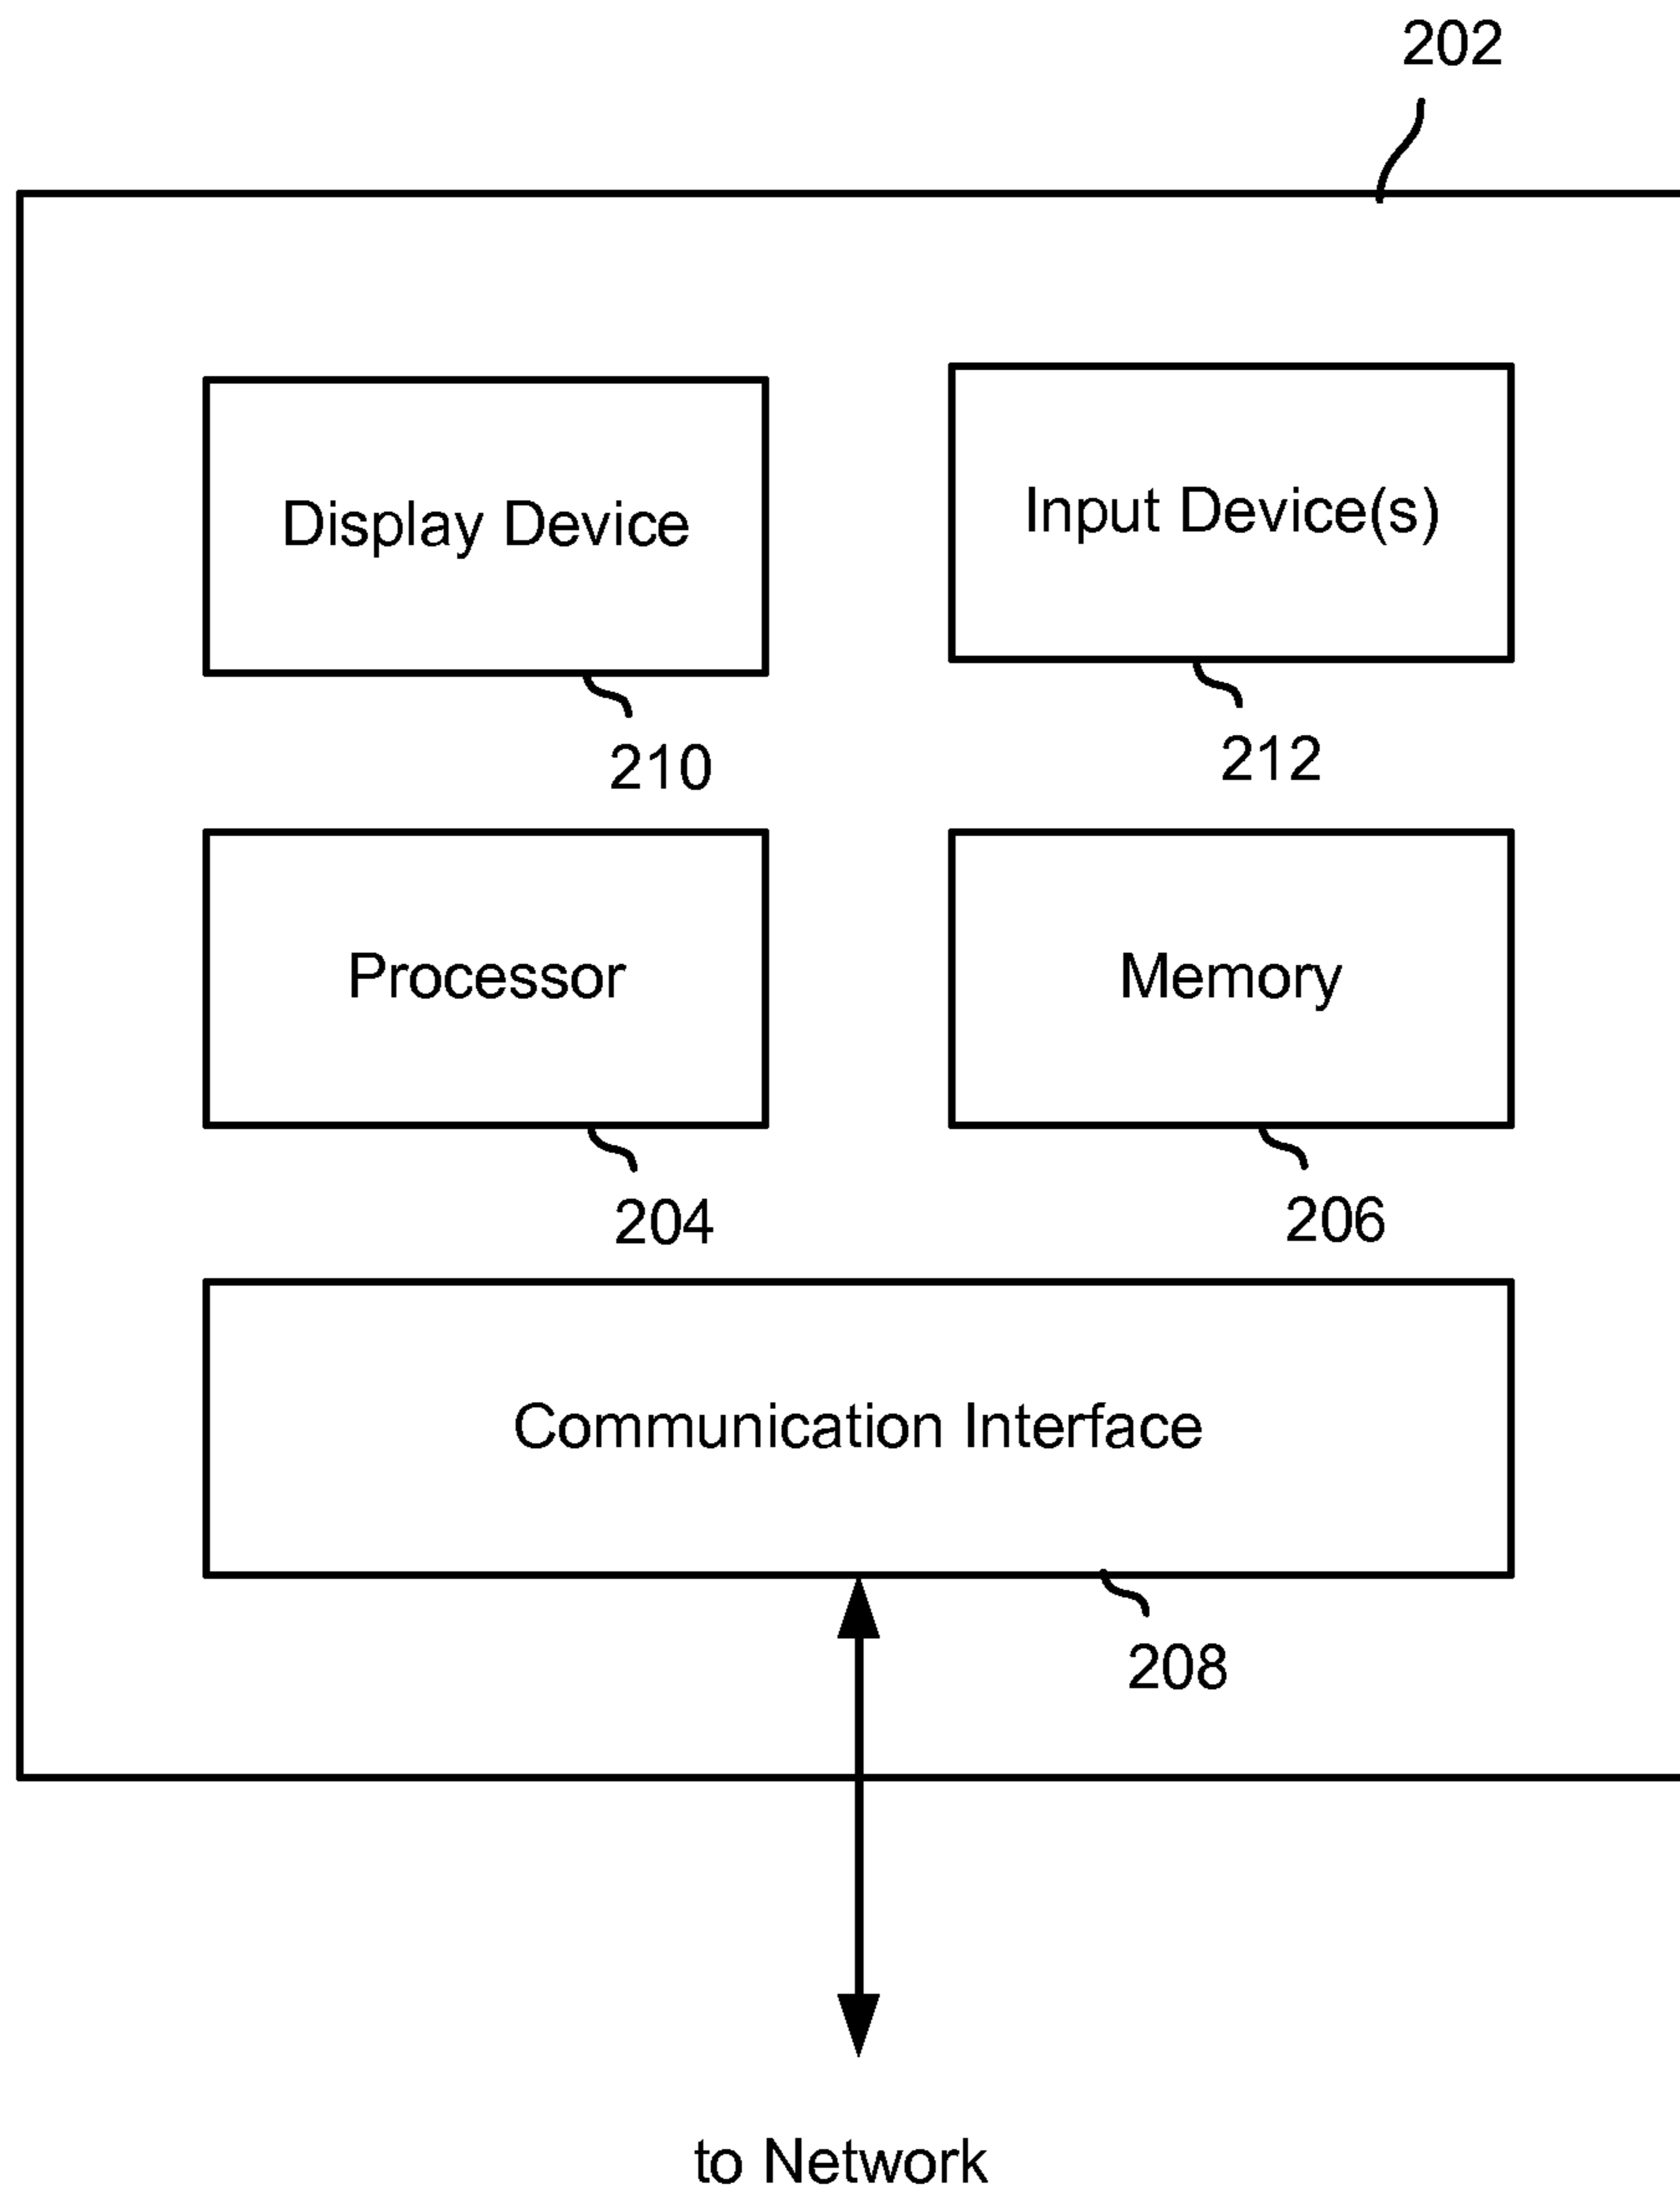 202
Display Device
Input Device(s)
210
212
Processor
Memory
204
206
Communication Interface
208
to Network